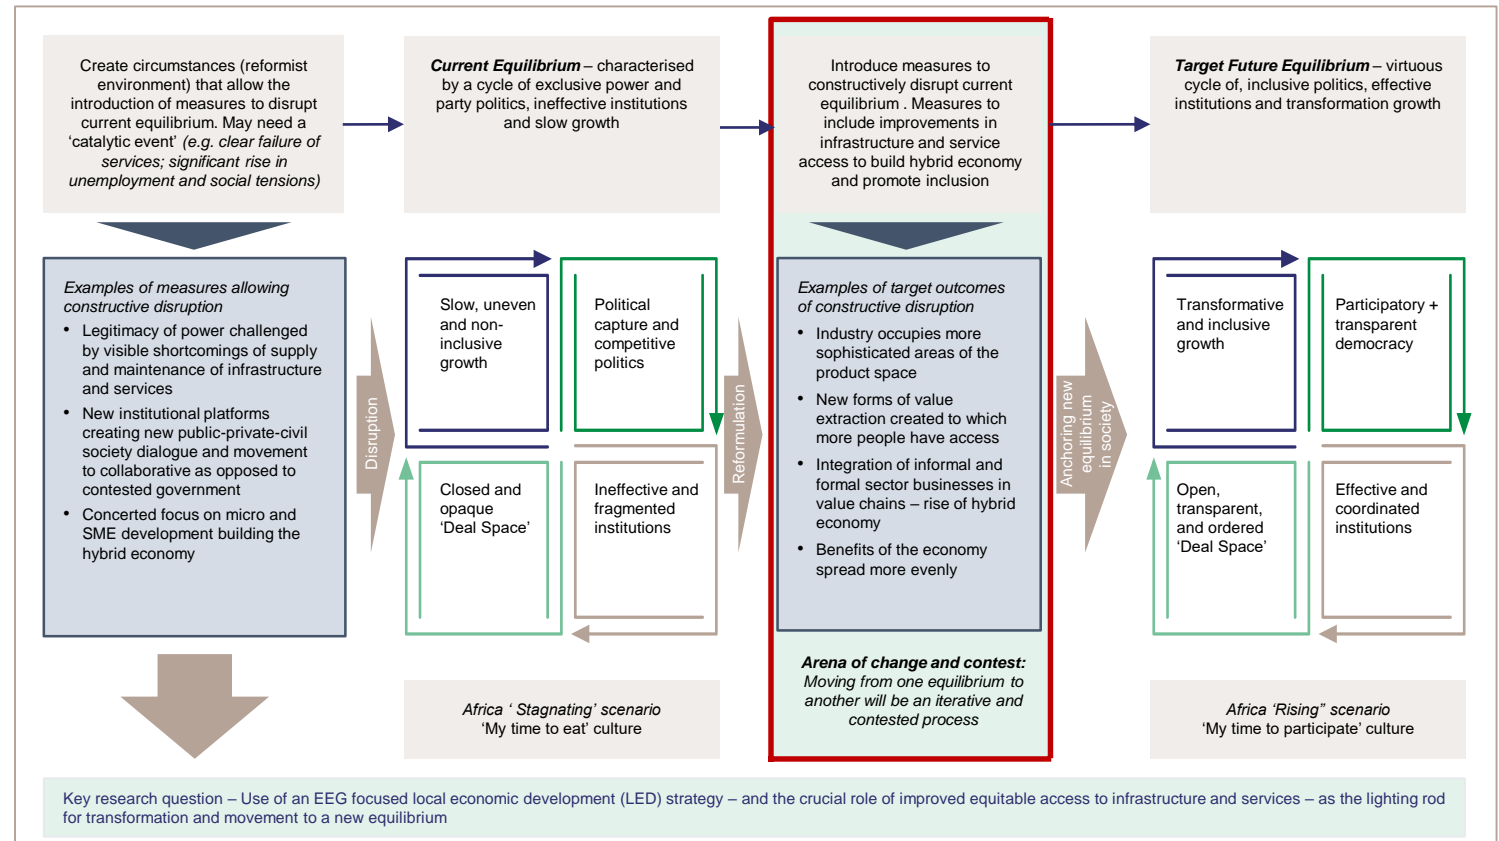 Create circumstances (reformist
environment) that allow the
introduction of measures to disrupt
current equilibrium. May need a
‘catalytic event’ (e.g. clear failure of
services; significant rise in
unemployment and social tensions)
Current Equilibrium – characterised
by a cycle of exclusive power and
party politics, ineffective institutions
and slow growth
Introduce measures to
constructively disrupt current
equilibrium . Measures to
include improvements in
infrastructure and service
access to build hybrid economy
and promote inclusion
Target Future Equilibrium – virtuous
cycle of, inclusive politics, effective
institutions and transformation growth
Examples of measures allowing
constructive disruption
• Legitimacy of power challenged
by visible shortcomings of supply
and maintenance of infrastructure
and services
• New institutional platforms
creating new public-private-civil
society dialogue and movement
to collaborative as opposed to
contested government
• Concerted focus on micro and
SME development building the
hybrid economy
Disruption
Slow, uneven
and non-
inclusive
growth
Political
capture and
competitive
politics
Closed and
opaque
‘Deal Space’
Ineffective and
fragmented
institutions
Reformulation
Examples of target outcomes
of constructive disruption
• Industry occupies more
sophisticated areas of the
product space
• New forms of value
extraction created to which
more people have access
• Integration of informal and
formal sector businesses in
value chains – rise of hybrid
economy
• Benefits of the economy
spread more evenly
Anchoring new
equilibrium
in society
Transformative
and inclusive
growth
Participatory +
transparent
democracy
Open,
transparent,
and ordered
‘Deal Space’
Effective and
coordinated
institutions
Africa ‘ Stagnating’ scenario
‘My time to eat’ culture
Arena of change and contest:
Moving from one equilibrium to
another will be an iterative and
contested process
Africa ‘Rising” scenario
‘My time to participate’ culture
Key research question – Use of an EEG focused local economic development (LED) strategy – and the crucial role of improved equitable access to infrastructure and services – as the lighting rod
for transformation and movement to a new equilibrium